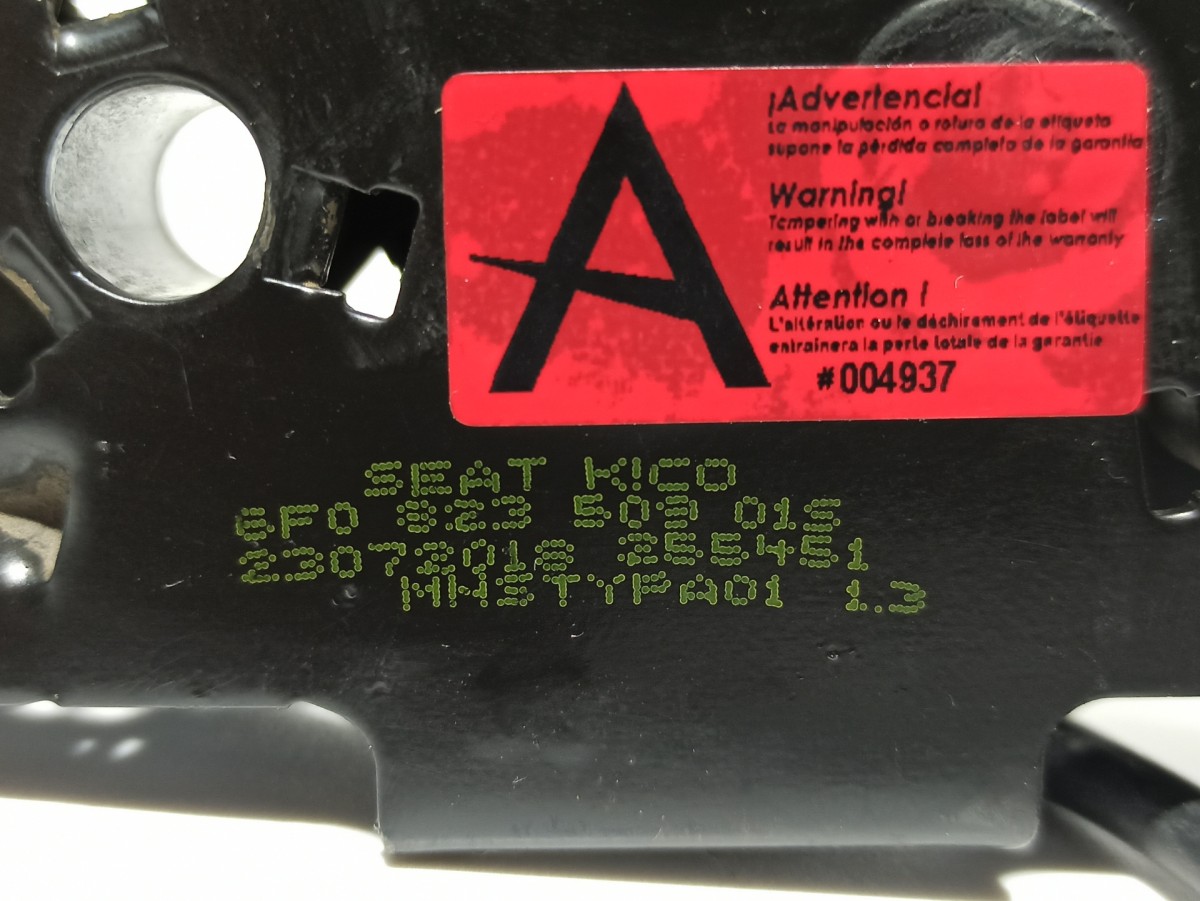 A
¡Advertencia!
La manipulación o rotura de la etiqueta
supone la pérdida completa de la garantía
Warning!
Tampering with or breaking the label will
result in the complete loss of the warranty
Attention !
L'altération ou le déchirement de l'étiquette
entrainera la perte totale de la garantie
#004937
SEAT KICO
6F0 823 509 01E
23072018 255451
MNSTYPA01 1.3